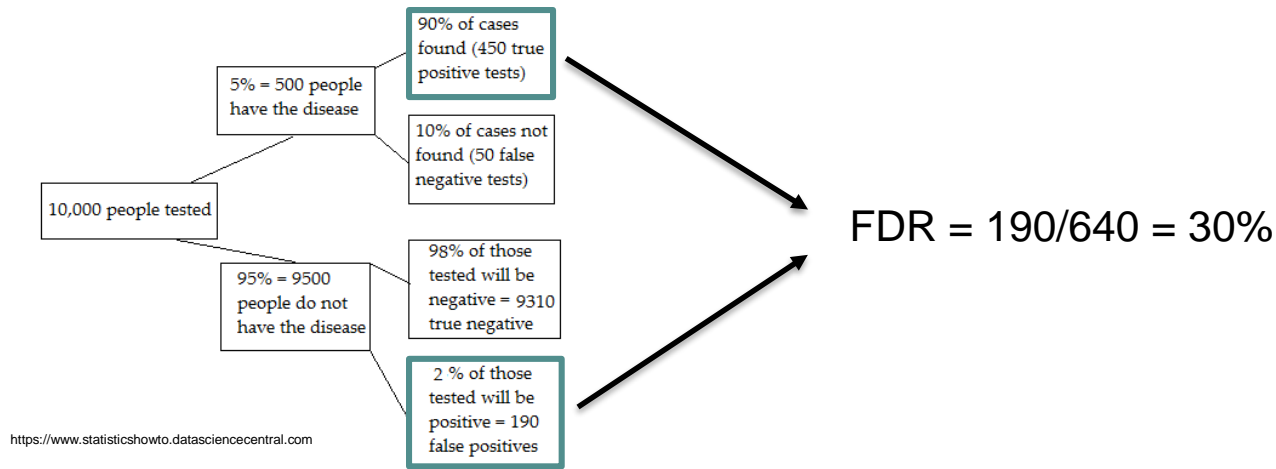 90% of cases
found (450 true
positive tests)
5% = 500 people
have the disease
10% of cases not
found (50 false
negative tests)
10,000 people tested
FDR = 190/640 = 30%
98% of those
tested will be
negative = 9310
true negative
95% = 9500
people do not
have the disease
2 % of those
tested will be
positive = 190
false positives
https://www.statisticshowto.datasciencecentral.com